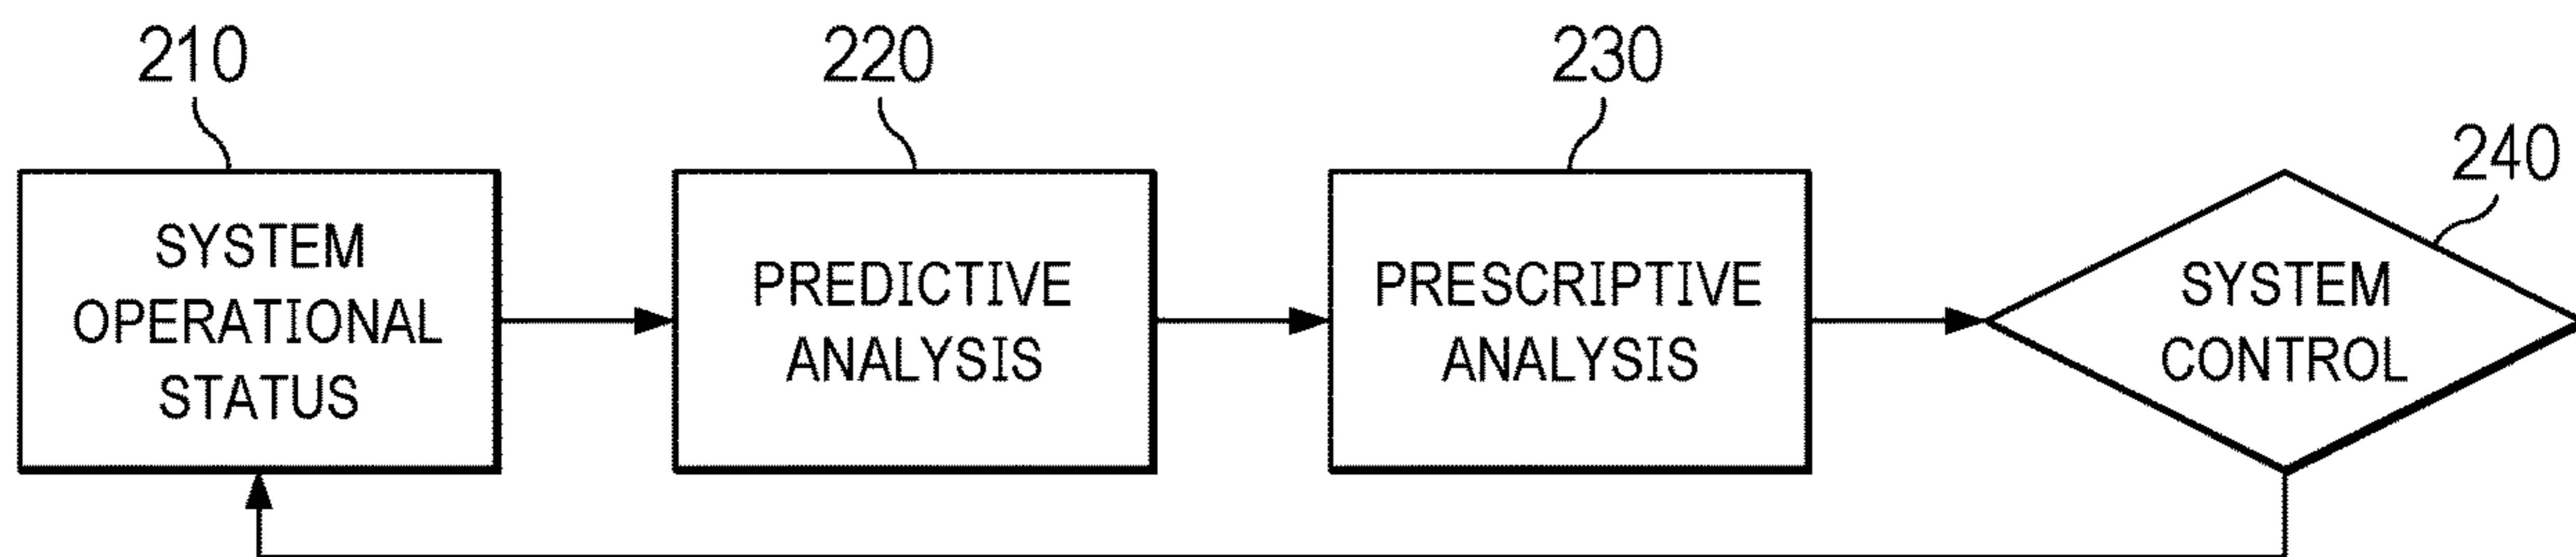 210
220
230
240
SYSTEM
OPERATIONAL
STATUS
PREDICTIVE
ANALYSIS
PRESCRIPTIVE
ANALYSIS
SYSTEM
CONTROL